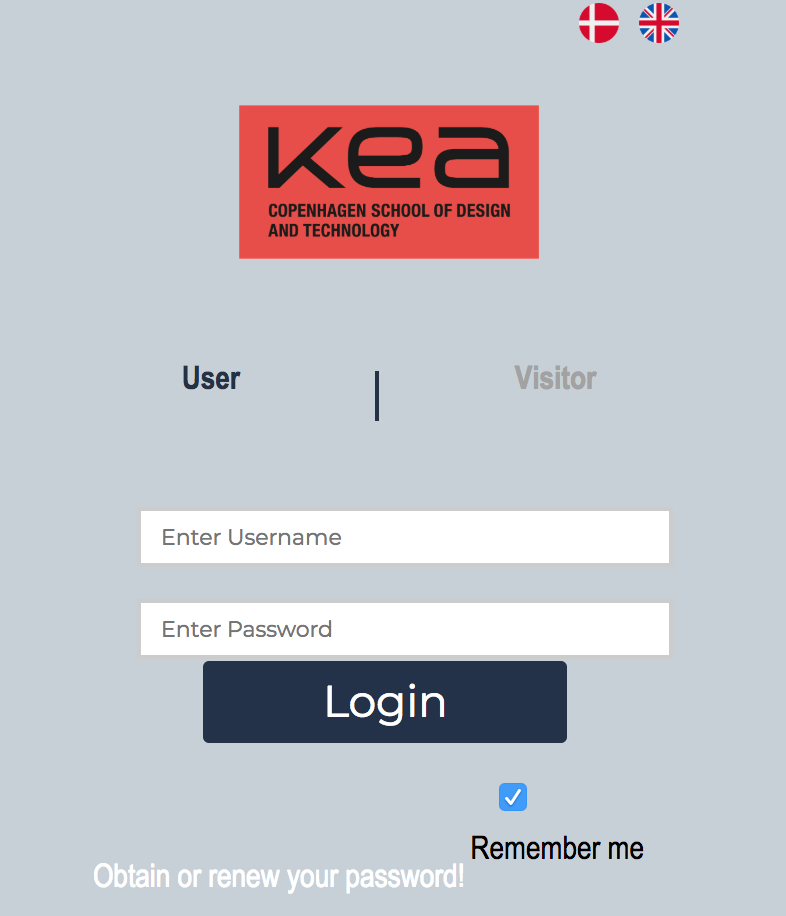 kea
COPENHAGEN SCHOOL OF DESIGN
AND TECHNOLOGY
User
Visitor
Enter Username
Enter Password
Login
Remember me
Obtain or renew your password!